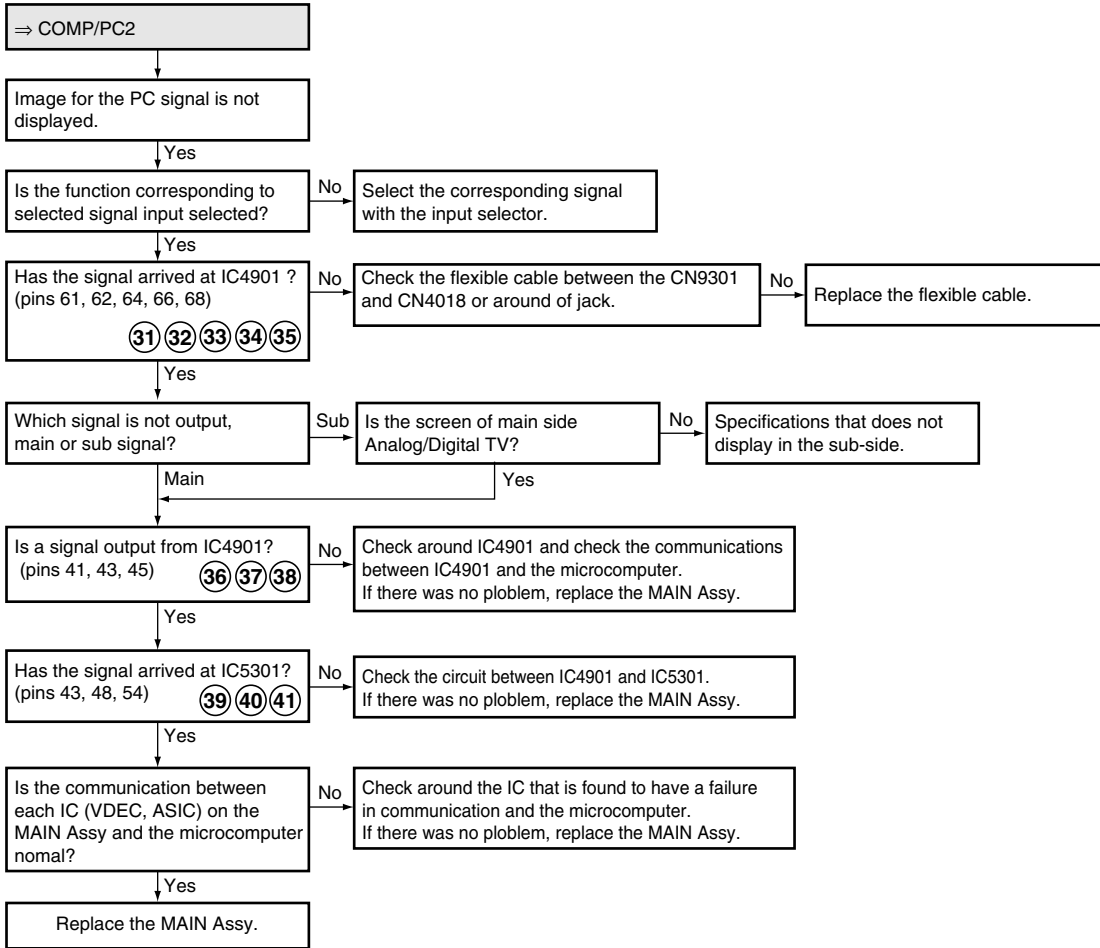 ⇒ COMP/PC2
Image for the PC signal is not
displayed.
Yes
Is the function corresponding to
selected signal input selected?
No
Select the corresponding signal
with the input selector.
Yes
Has the signal arrived at IC4901 ?
(pins 61, 62, 64, 66, 68)
31 32 33 34 35
No
Check the flexible cable between the CN9301
and CN4018 or around of jack.
No
Replace the flexible cable.
Yes
Which signal is not output,
main or sub signal?
Sub
Is the screen of main side
Analog/Digital TV?
No
Specifications that does not
display in the sub-side.
Main
Yes
Is a signal output from IC4901?
(pins 41, 43, 45)
36 37 38
No
Check around IC4901 and check the communications
between IC4901 and the microcomputer.
If there was no ploblem, replace the MAIN Assy.
Yes
Has the signal arrived at IC5301?
(pins 43, 48, 54)
39 40 41
No
Check the circuit between IC4901 and IC5301.
If there was no ploblem, replace the MAIN Assy.
Yes
Is the communication between
each IC (VDEC, ASIC) on the
MAIN Assy and the microcomputer
nomal?
No
Check around the IC that is found to have a failure
in communication and the microcomputer.
If there was no ploblem, replace the MAIN Assy.
Yes
Replace the MAIN Assy.